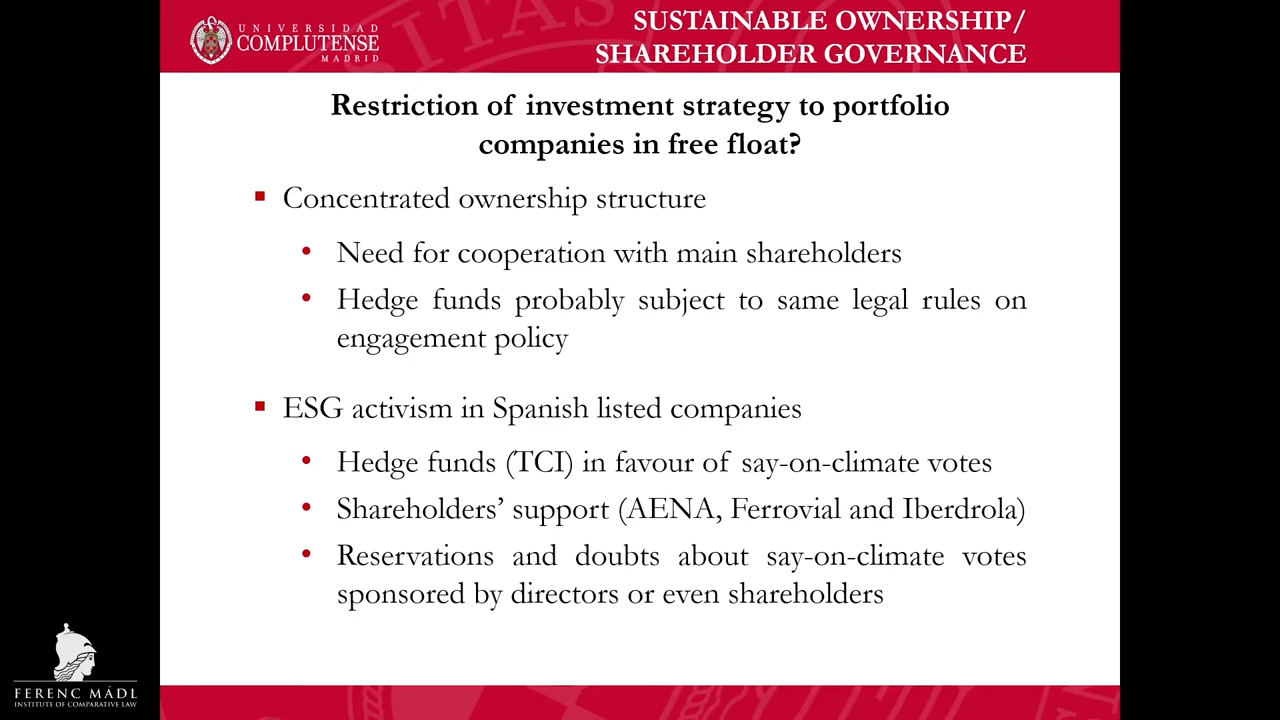 UNIVERSIDAD
COMPLUTENSE
MADRID
SUSTAINABLE OWNERSHIP/
SHAREHOLDER GOVERNANCE
Restriction of investment strategy to portfolio
companies in free float?
▪ Concentrated ownership structure
• Need for cooperation with main shareholders
• Hedge funds probably subject to same legal rules on
engagement policy
▪ ESG activism in Spanish listed companies
• Hedge funds (TCI) in favour of say-on-climate votes
• Shareholders’ support (AENA, Ferrovial and Iberdrola)
• Reservations and doubts about say-on-climate votes
sponsored by directors or even shareholders
FERENC MÁDL
INSTITUTE OF COMPARATIVE LAW